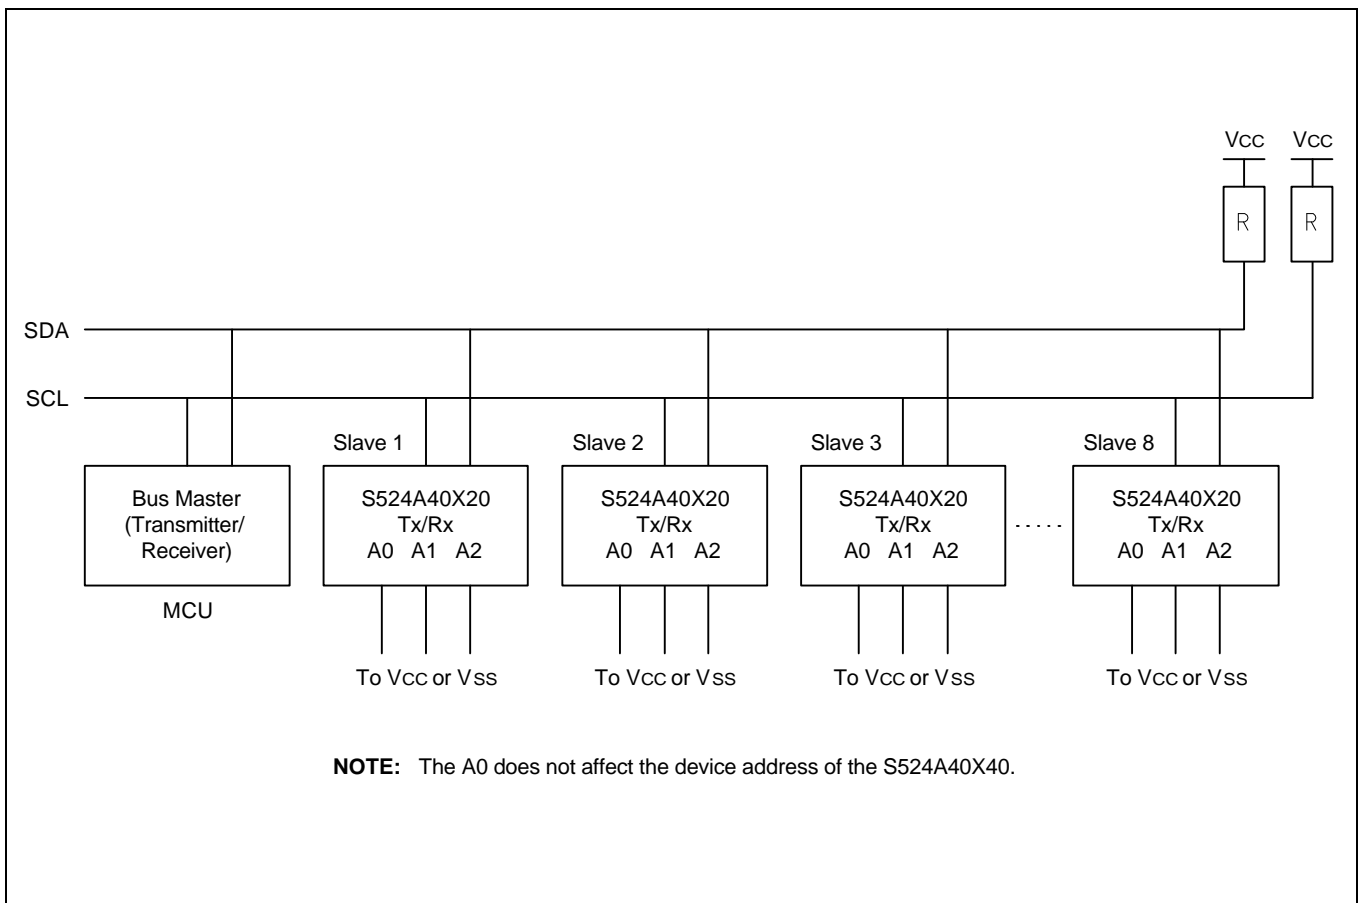 Vcc Vcc
R R
SDA
SCL
Slave 1 Slave 2 Slave 3 Slave 8
Bus Master
(Transmitter/
Receiver)
MCU
S524A40X20
Tx/Rx
A0 A1 A2
To Vcc or Vss
S524A40X20
Tx/Rx
A0 A1 A2
To Vcc or Vss
S524A40X20
Tx/Rx
A0 A1 A2
To Vcc or Vss
.....
S524A40X20
Tx/Rx
A0 A1 A2
To Vcc or Vss
NOTE: The A0 does not affect the device address of the S524A40X40.